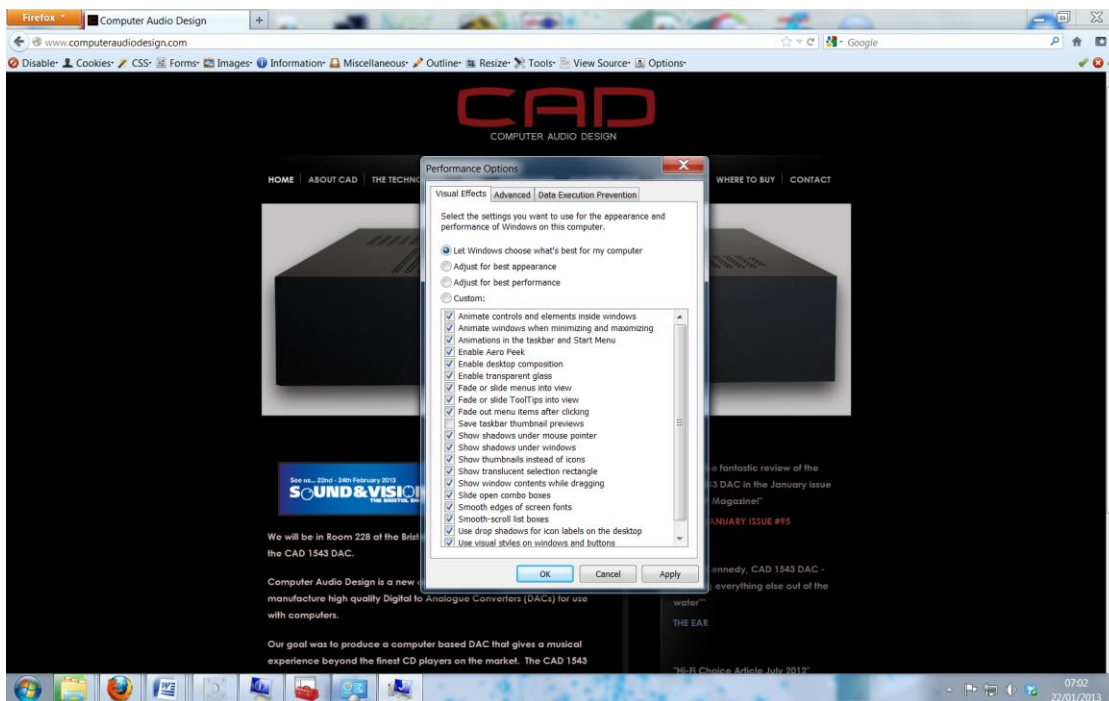 Firefox
Computer Audio Design
www.computeraudiodesign.com
Google
Disable Cookies CSS Forms Images Information Miscellaneous Outline Resize Tools View Source Options
CAD
COMPUTER AUDIO DESIGN
HOME ABOUT CAD THE TECHNO WHERE TO BUY CONTACT
Performance Options
Visual Effects Advanced Data Execution Prevention
Select the settings you want to use for the appearance and
performance of Windows on this computer.
Let Windows choose what's best for my computer
Adjust for best appearance
Adjust for best performance
Custom:
Animate controls and elements inside windows
Animate windows when minimizing and maximizing
Animations in the taskbar and Start Menu
Enable Aero Peek
Enable desktop composition
Enable transparent glass
Fade or slide menus into view
Fade or slide ToolTips into view
Fade out menu items after clicking
Save taskbar thumbnail previews
Show shadows under mouse pointer
Show shadows under windows
Show thumbnails instead of icons
Show translucent selection rectangle
Show window contents while dragging
Slide open combo boxes
Smooth edges of screen fonts
Smooth-scroll list boxes
Use drop shadows for icon labels on the desktop
Use visual styles on windows and buttons
OK Cancel Apply
See us... 22nd - 24th February 2013
SOUND & VISIO
THE BRISTOL
We will be in Room 228 at the Brist
the CAD 1543 DAC.
Computer Audio Design is a new
manufacture high quality Digital to Analogue Converters (DACs) for use
with computers.
Our goal was to produce a computer based DAC that gives a musical
experience beyond the finest CD players on the market. The CAD 1543
fantastic review of the
DAC in the January issue
Magazine!"
ANUARY ISSUE #95
ennedy, CAD 1543 DAC -
everything else out of the
water""
THE EAR
"Hi-Fi Choice Article July 2012"
07:02
22/01/2013